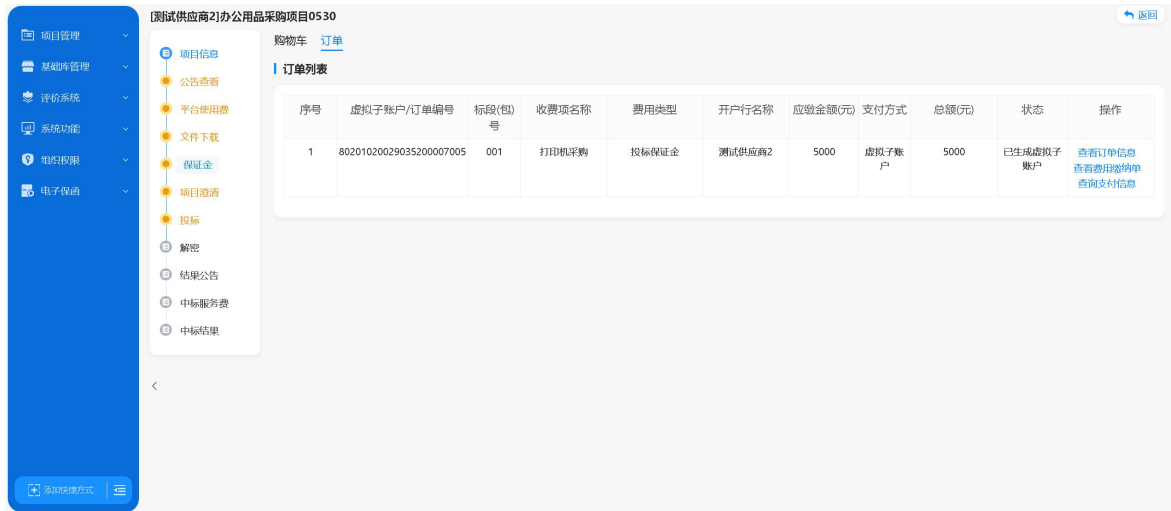 [测试供应商2]办公用品采购项目0530
返回
项目管理
基础库管理
评价系统
系统功能
组织权限
电子保函
添加快捷方式
项目信息
公告查看
平台使用费
文件下载
保证金
项目澄清
投标
解密
结果公告
中标服务费
中标结果
购物车 订单
订单列表
序号 虚拟子账户/订单编号 标段(包)号 收费项名称 费用类型 开户行名称 应缴金额(元) 支付方式 总额(元) 状态 操作
1 80201020029035200007005 001 打印机采购 投标保证金 测试供应商2 5000 虚拟子账户 5000 已生成虚拟子账户 查看订单信息
查看费用缴纳单
查询支付信息